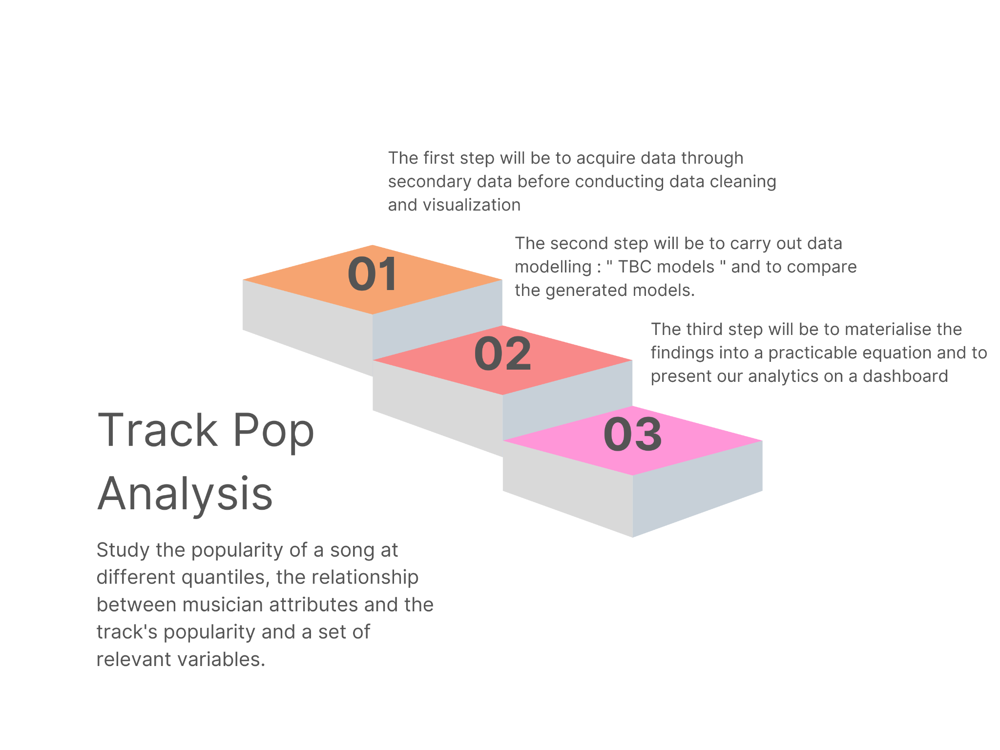 The first step will be to acquire data through
secondary data before conducting data cleaning
and visualization
01
The second step will be to carry out data
modelling : " TBC models " and to compare
the generated models.
02
The third step will be to materialise the
findings into a practicable equation and to
present our analytics on a dashboard
03
Track Pop
Analysis
Study the popularity of a song at
different quantiles, the relationship
between musician attributes and the
track's popularity and a set of
relevant variables.